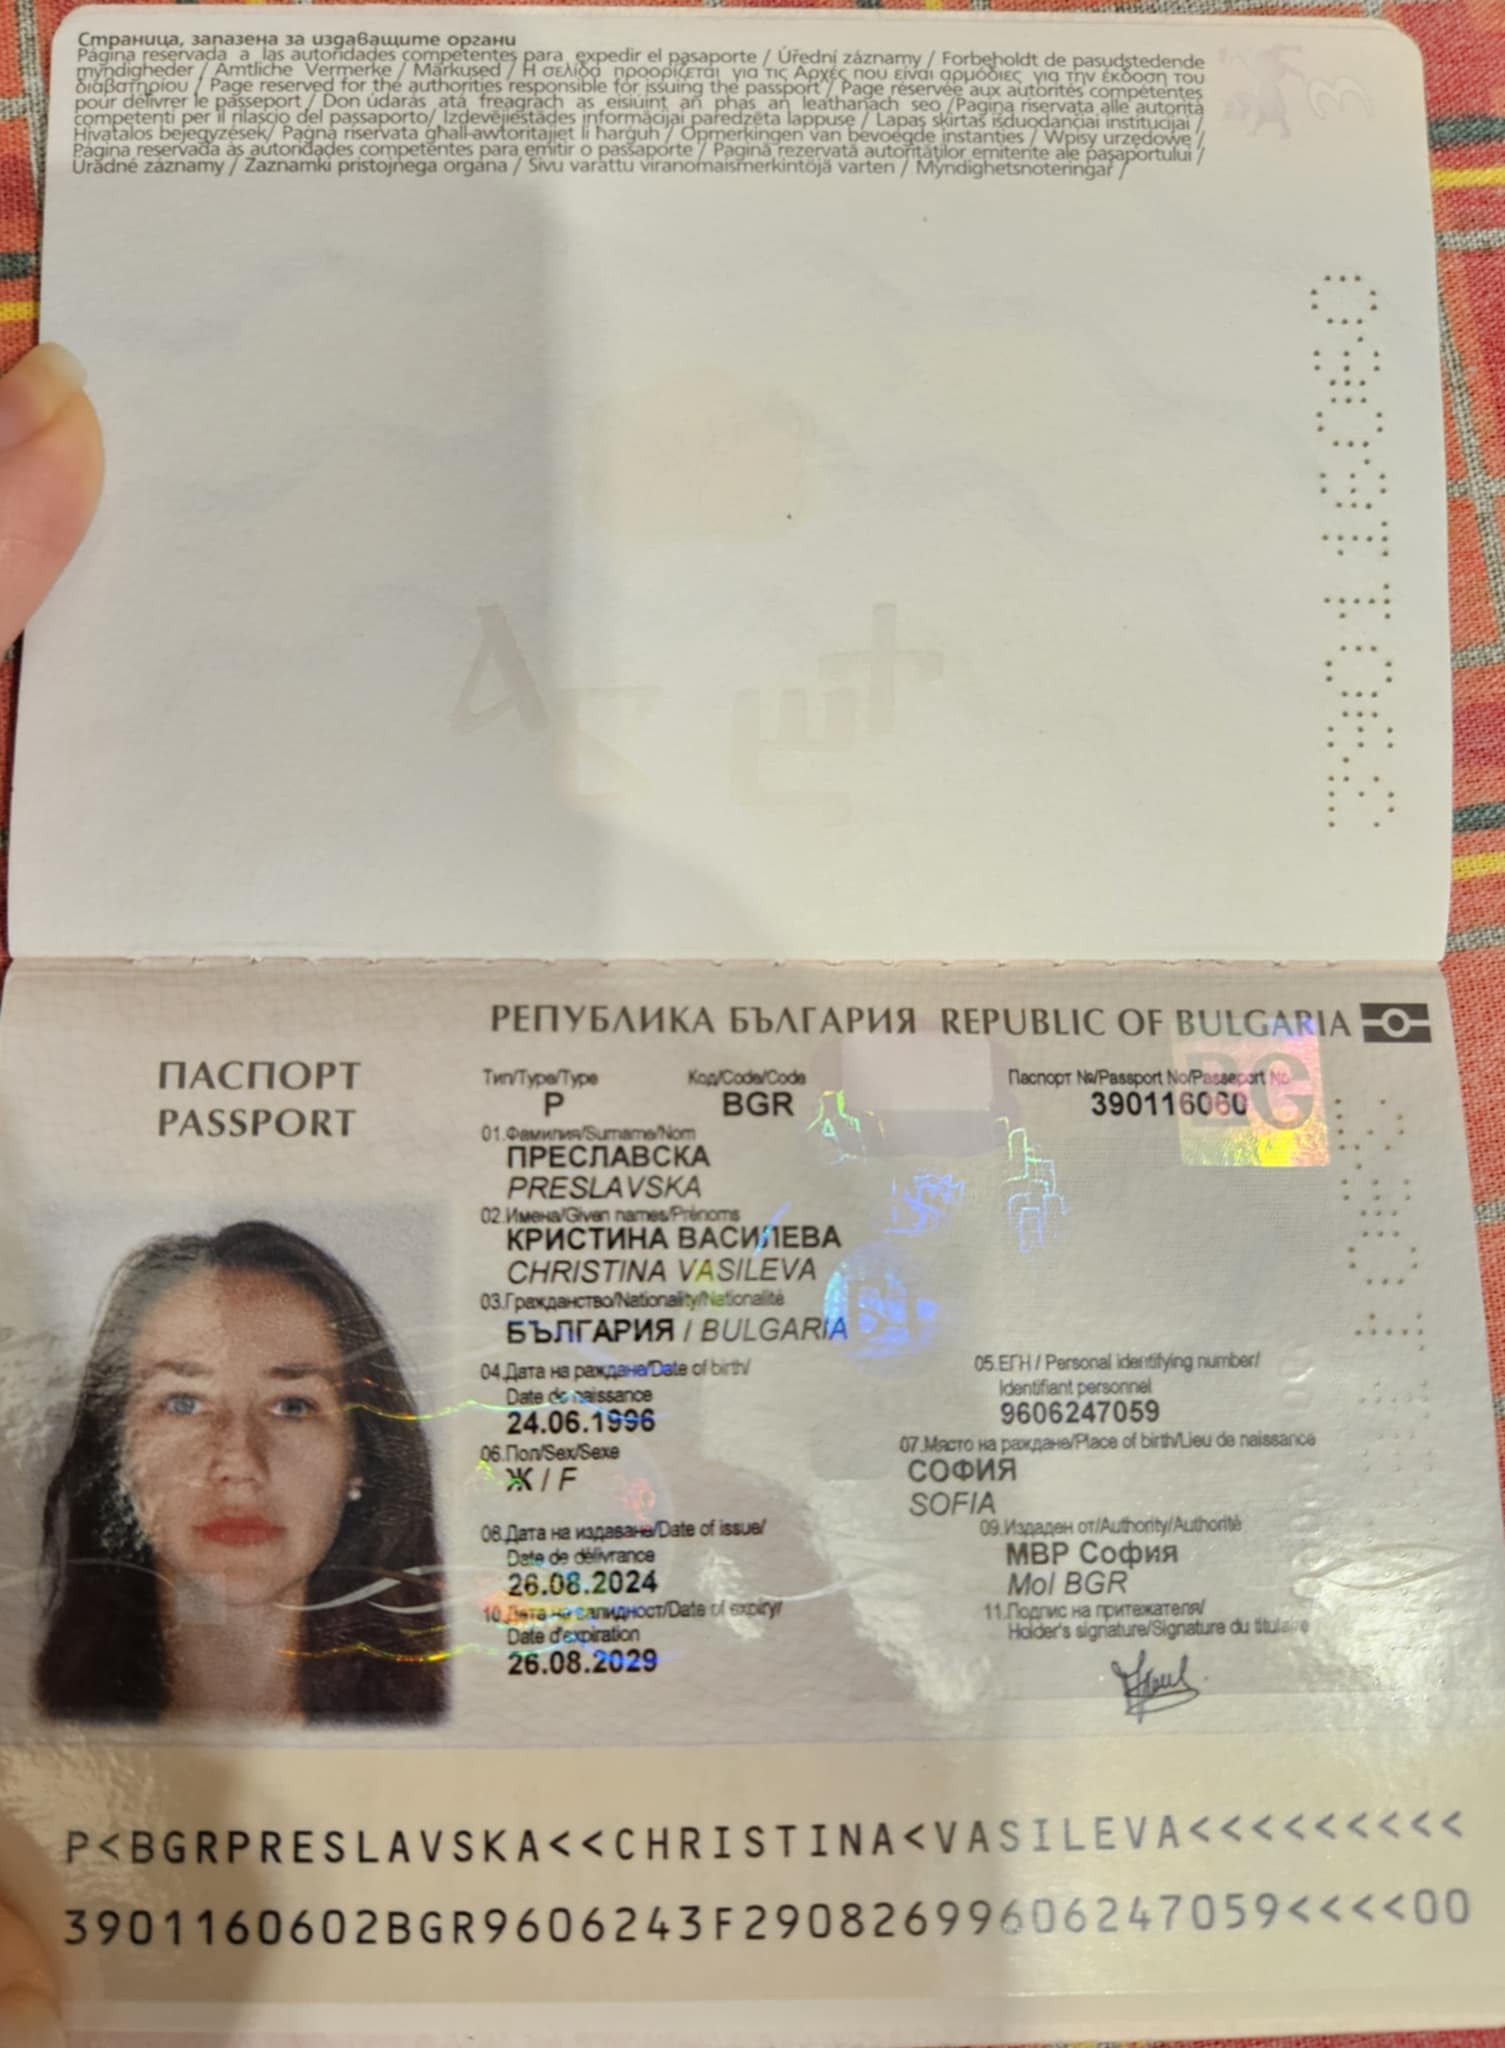 Страница, запазена за издаващите органи
Página reservada a las autoridades competentes para expedir el pasaporte / Úřední záznamy / Forbeholdt de pasudstedende
myndigheder / Amtliche Vermerke / Märkused / Η σελίδα προορίζεται για τις Αρχές που είναι αρμόδιες για την έκδοση του
διαβατηρίου / Page reserved for the authorities responsible for issuing the passport / Page réservée aux autorités compétentes
pour délivrer le passeport / Don údarás atá freagrach as eisiúint an phas an leathanach seo / Pagina riservata alle autorità
competenti per il rilascio del passaporto/ Izdevējiestādes informācijai paredzēta lappuse / Lapas skirtas išduodančiai institucijai /
Hivatalos bejegyzések/ Paġna riservata għall-awtoritajiet li ħarġuh / Opmerkingen van bevoegde instanties / Wpisy urzędowe /
Página reservada às autoridades competentes para emitir o passaporte / Pagină rezervată autorităților emitente ale pașaportului /
Úradné záznamy / Zaznamki pristojnega organa / Sivu varattu viranomaismerkintöjä varten / Myndighetsnoteringar /
РЕПУБЛИКА БЪЛГАРИЯ REPUBLIC OF BULGARIA
ПАСПОРТ
PASSPORT
Тип/Type/Type Код/Code/Code Паспорт №/Passport No/Passeport No
P BGR 390116060
BG
01.Фамилия/Surname/Nom
ПРЕСЛАВСКА
PRESLAVSKA
02.Имена/Given names/Prénoms
КРИСТИНА ВАСИЛЕВА
CHRISTINA VASILEVA
03.Гражданство/Nationality/Nationalité
БЪЛГАРИЯ / BULGARIA
04.Дата на раждане/Date of birth/
Date de naissance
24.06.1996
05.ЕГН / Personal identifying number/
Identifiant personnel
9606247059
06.Пол/Sex/Sexe
Ж / F
07.Място на раждане/Place of birth/Lieu de naissance
СОФИЯ
SOFIA
08.Дата на издаване/Date of issue/
Date de délivrance
26.08.2024
09.Издаден от/Authority/Authorité
МВР София
MoI BGR
10.Дата на валидност/Date of expiry/
Date d'expiration
26.08.2029
11.Подпис на притежателя/
Holder's signature/Signature du titulaire
P<BGRPRESLAVSKA<<CHRISTINA<VASILEVA<<<<<<<<<
3901160602BGR9606243F2908269960​6247059<<<<00